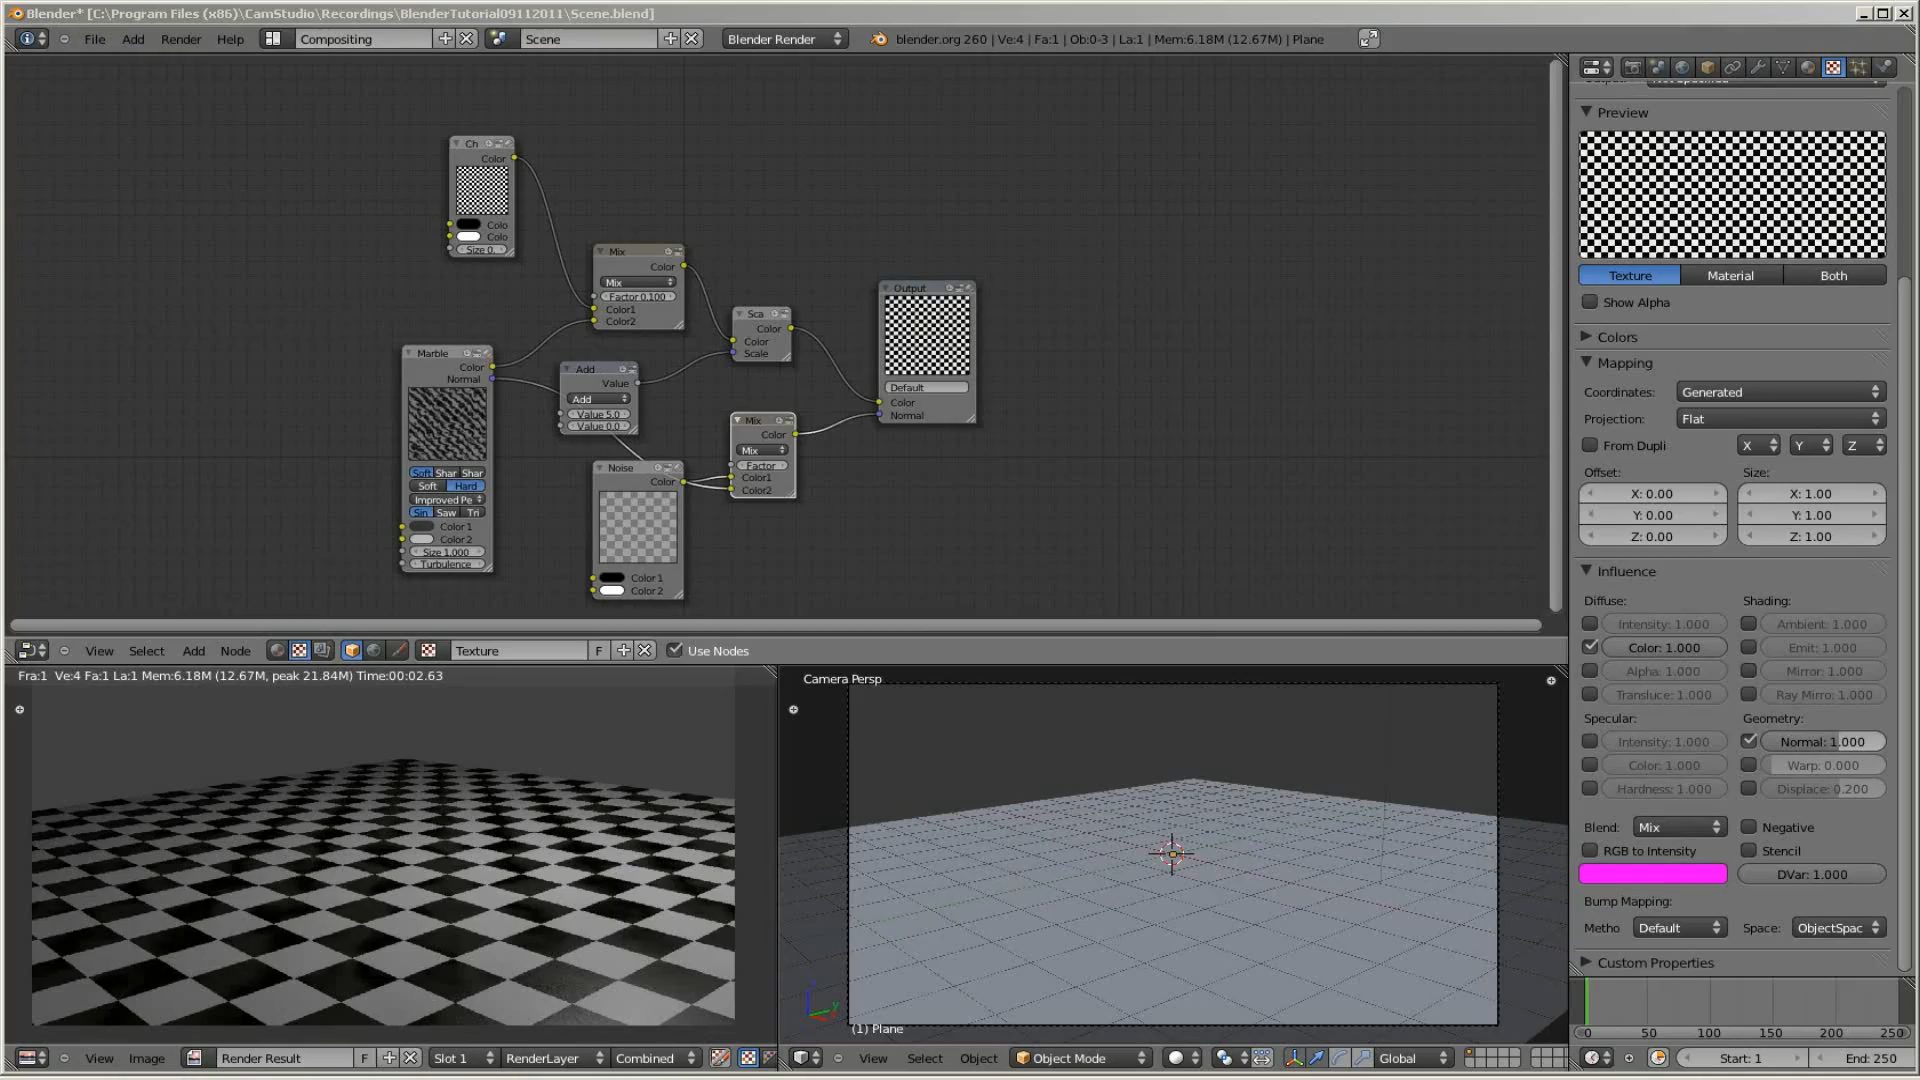 Blender* [C:\Program Files (x86)\CamStudio\Recordings\BlenderTutorial09112011\Scene.blend]
File Add Render Help Compositing Scene Blender Render blender.org 260 | Ve:4 | Fa:1 | Ob:0-3 | La:1 | Mem:6.18M (12.67M) | Plane
Ch
Color
Colo
Colo
Size 0.
Mix
Color
Mix
Factor 0.100
Color1
Color2
Marble
Color
Normal
Soft Shar Shar
Soft Hard
Improved Pe
Sin Saw Tri
Color 1
Color 2
Size 1.000
Turbulence
Add
Value
Add
Value 5.0
Value 0.0
Sca
Color
Color
Scale
Noise
Color
Color 1
Color 2
Mix
Color
Mix
Factor
Color1
Color2
Output
Default
Color
Normal
View Select Add Node Texture F Use Nodes
Fra:1 Ve:4 Fa:1 La:1 Mem:6.18M (12.67M, peak 21.84M) Time:00:02.63
View Image Render Result F Slot 1 RenderLayer Combined
Camera Persp
z
y
(1) Plane
View Select Object Object Mode Global
Preview
Texture Material Both
Show Alpha
Colors
Mapping
Coordinates: Generated
Projection: Flat
From Dupli X Y Z
Offset: Size:
X: 0.00 X: 1.00
Y: 0.00 Y: 1.00
Z: 0.00 Z: 1.00
Influence
Diffuse: Shading:
Intensity: 1.000 Ambient: 1.000
Color: 1.000 Emit: 1.000
Alpha: 1.000 Mirror: 1.000
Transluce: 1.000 Ray Mirro: 1.000
Specular: Geometry:
Intensity: 1.000 Normal: 1.000
Color: 1.000 Warp: 0.000
Hardness: 1.000 Displace: 0.200
Blend: Mix Negative
RGB to Intensity Stencil
DVar: 1.000
Bump Mapping:
Metho Default Space: ObjectSpac
Custom Properties
0 50 100 150 200 250
Start: 1 End: 250